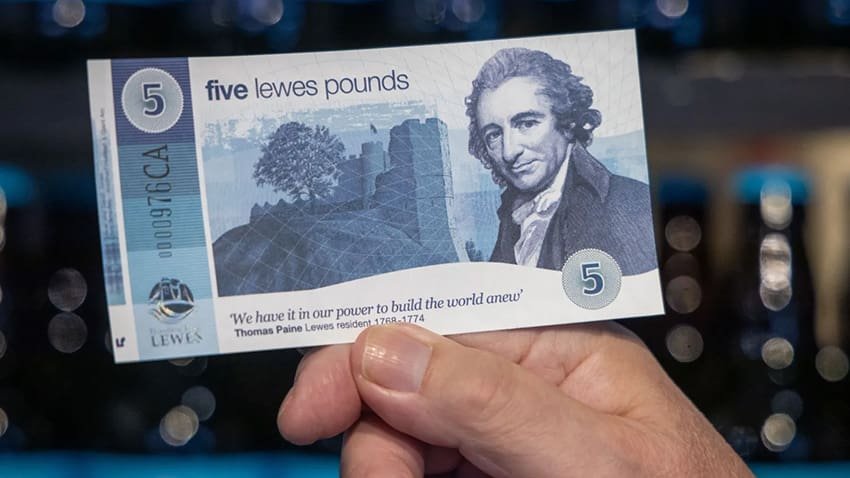 5
five lewes pounds
0000976CA
LEWES
5
'We have it in our power to build the world anew'
Thomas Paine Lewes resident 1768-1774